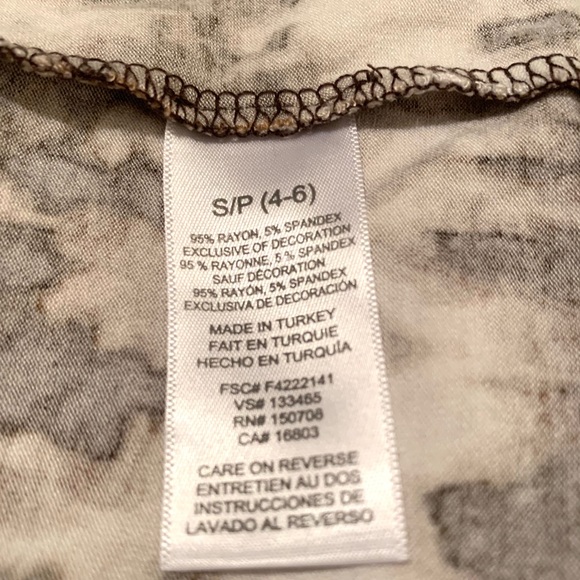 S/P (4-6)
95% RAYON, 5% SPANDEX
EXCLUSIVE OF DECORATION
95 % RAYONNE, 5 % SPANDEX
SAUF DÉCORATION
95% RAYÓN, 5% SPANDEX
EXCLUSIVA DE DECORACIÓN
MADE IN TURKEY
FAIT EN TURQUIE
HECHO EN TURQUÍA
FSC# F4222141
VS# 133465
RN# 150708
CA# 16803
CARE ON REVERSE
ENTRETIEN AU DOS
INSTRUCCIONES DE
LAVADO AL REVERSO